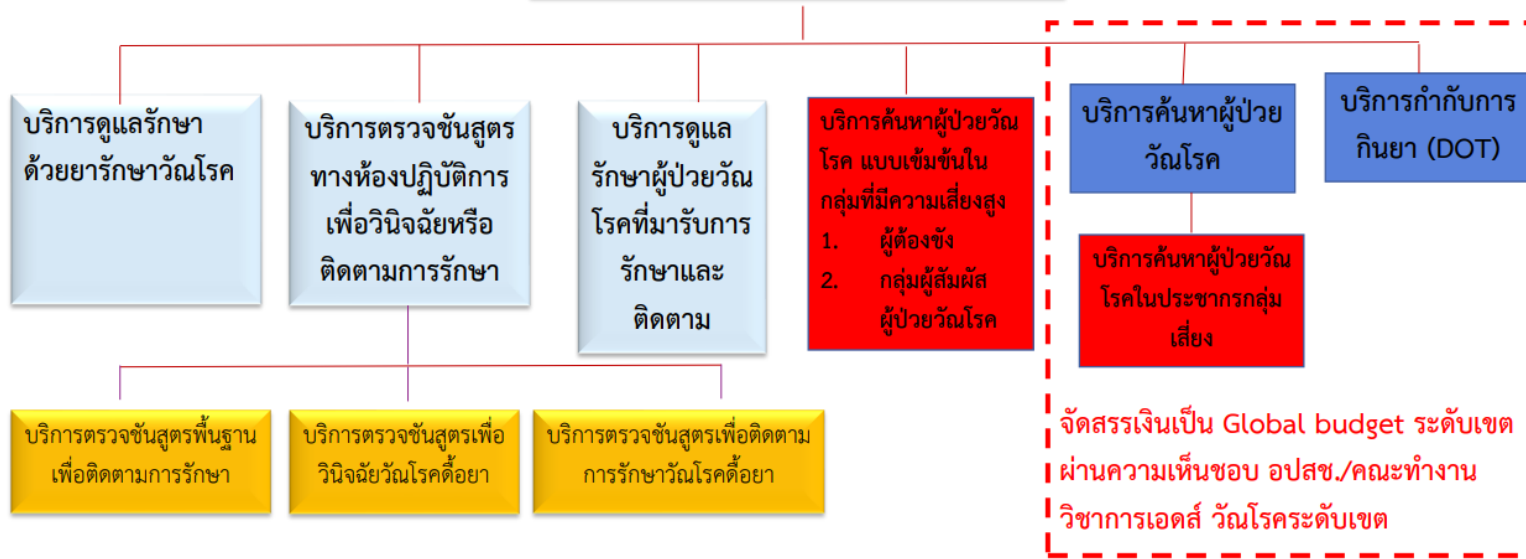 บริการดูแลรักษา
ด้วยยารักษาวัณโรค
บริการตรวจชันสูตร
ทางห้องปฏิบัติการ
เพื่อวินิจฉัยหรือ
ติดตามการรักษา
บริการดูแล
รักษาผู้ป่วยวัณ
โรคที่มารับการ
รักษาและ
ติดตาม
บริการค้นหาผู้ป่วยวัณ
โรค แบบเข้มข้นใน
กลุ่มที่มีความเสี่ยงสูง
1. ผู้ต้องขัง
2. กลุ่มผู้สัมผัส
ผู้ป่วยวัณโรค
บริการค้นหาผู้ป่วย
วัณโรค
บริการกำกับการ
กินยา (DOT)
บริการค้นหาผู้ป่วยวัณ
โรคในประชากรกลุ่ม
เสี่ยง
บริการตรวจชันสูตรพื้นฐาน
เพื่อติดตามการรักษา
บริการตรวจชันสูตรเพื่อ
วินิจฉัยวัณโรคดื้อยา
บริการตรวจชันสูตรเพื่อติดตาม
การรักษาวัณโรคดื้อยา
จัดสรรเงินเป็น Global budget ระดับเขต
ผ่านความเห็นชอบ อปสช./คณะทำงาน
วิชาการเอดส์ วัณโรคระดับเขต